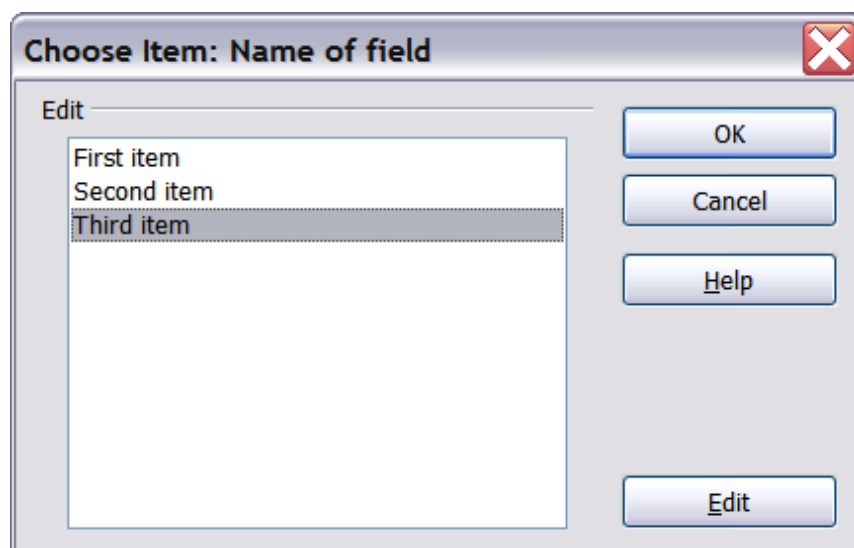 Choose Item: Name of field
Edit
First item
Second item
Third item
OK
Cancel
Help
Edit